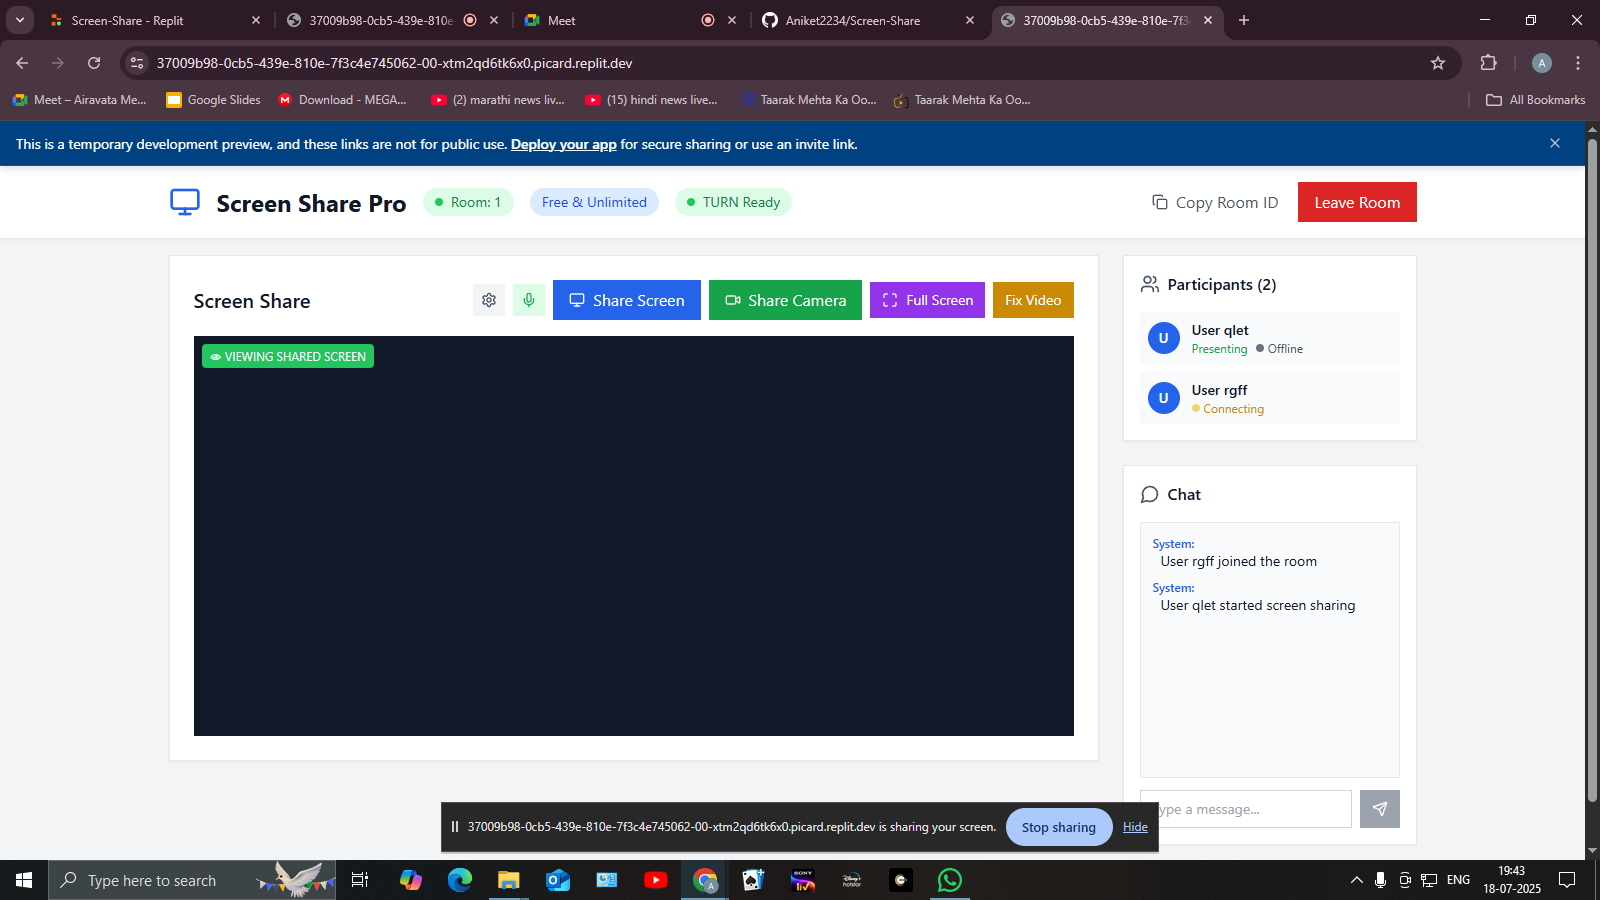 Screen-Share - Replit
37009b98-0cb5-439e-810e-
Meet
Aniket2234/Screen-Share
37009b98-0cb5-439e-810e-7f3c
37009b98-0cb5-439e-810e-7f3c4e745062-00-xtm2qd6tk6x0.picard.replit.dev
A
Meet – Airavata Me...
Google Slides
Download - MEGA...
(2) marathi news liv...
(15) hindi news live...
Taarak Mehta Ka Oo...
Taarak Mehta Ka Oo...
All Bookmarks
This is a temporary development preview, and these links are not for public use. Deploy your app for secure sharing or use an invite link.
Screen Share Pro
Room: 1
Free & Unlimited
TURN Ready
Copy Room ID
Leave Room
Screen Share
Share Screen
Share Camera
Full Screen
Fix Video
VIEWING SHARED SCREEN
Participants (2)
U
User qlet
Presenting
Offline
U
User rgff
Connecting
Chat
System:
User rgff joined the room
System:
User qlet started screen sharing
ype a message...
37009b98-0cb5-439e-810e-7f3c4e745062-00-xtm2qd6tk6x0.picard.replit.dev is sharing your screen.
Stop sharing
Hide
Type here to search
A
SONY
liv
hotstar
ENG
19:43
18-07-2025